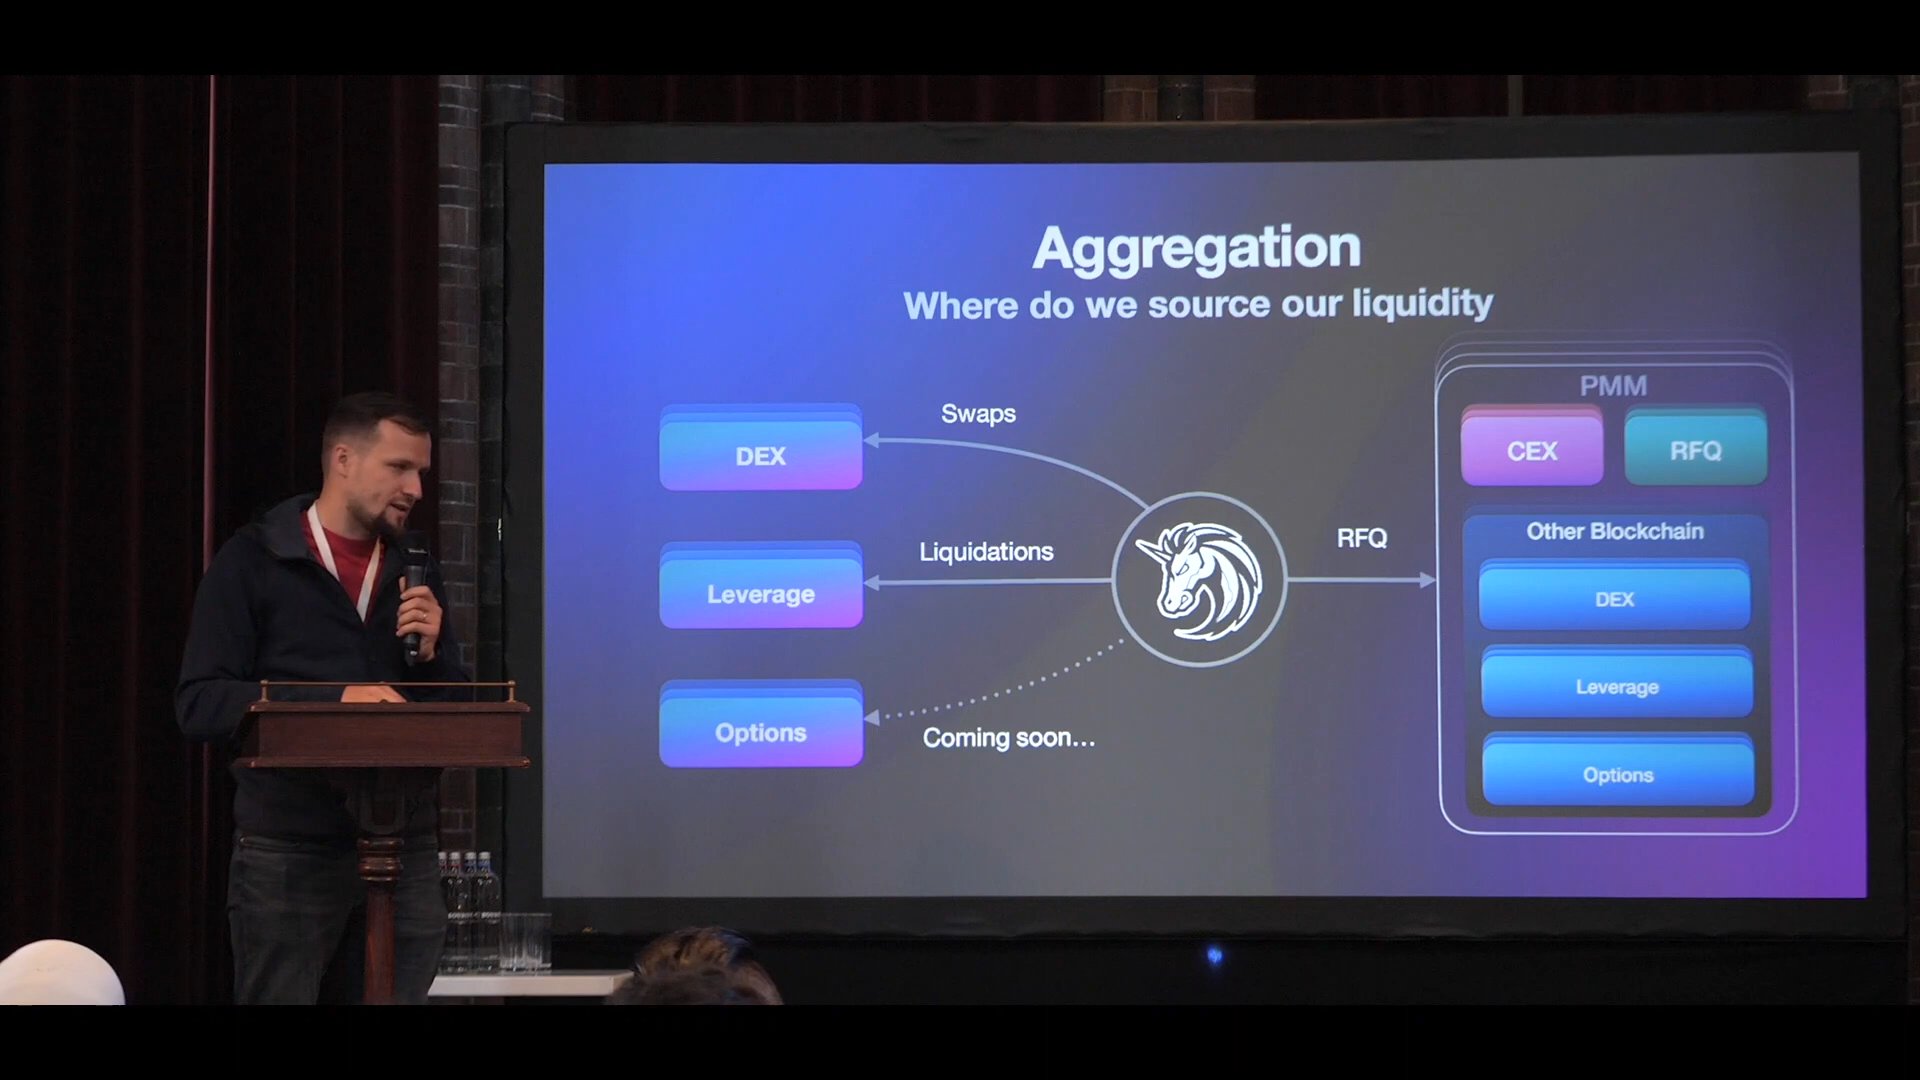 Aggregation
Where do we source our liquidity
Swaps
DEX
Liquidations
Leverage
Coming soon...
Options
RFQ
PMM
CEX
RFQ
Other Blockchain
DEX
Leverage
Options